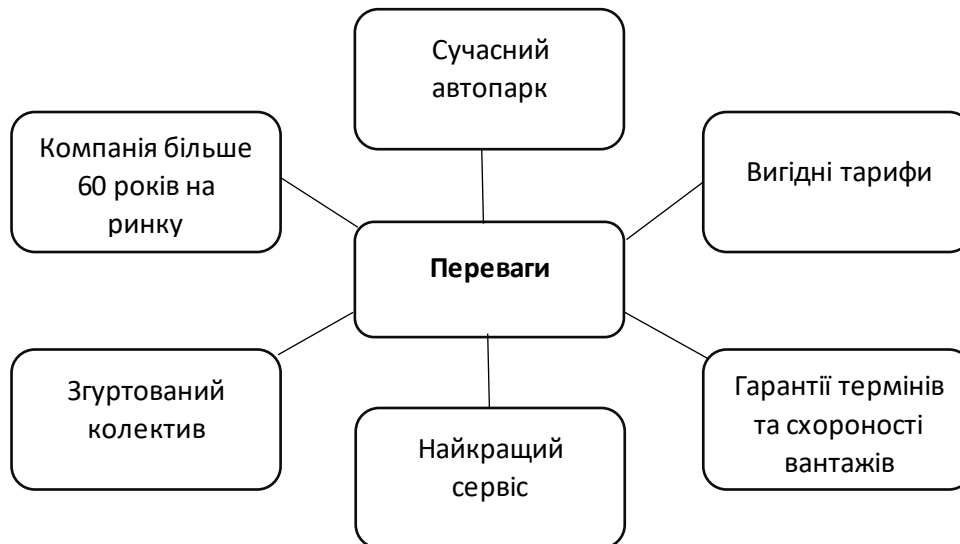 Сучасний
автопарк
Компанія більше
60 років на
ринку
Вигідні тарифи
Переваги
Згуртований
колектив
Найкращий
сервіс
Гарантії термінів
та схороності
вантажів